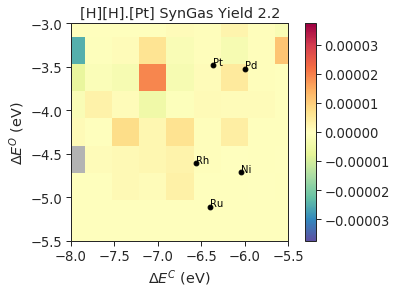 [H][H].[Pt] SynGas Yield 2.2
−3.0
−3.5
−4.0
−4.5
−5.0
−5.5
ΔE^O (eV)
Pt
Pd
Rh
Ni
Ru
−8.0 −7.5 −7.0 −6.5 −6.0 −5.5
ΔE^C (eV)
0.00003
0.00002
0.00001
0.00000
−0.00001
−0.00002
−0.00003